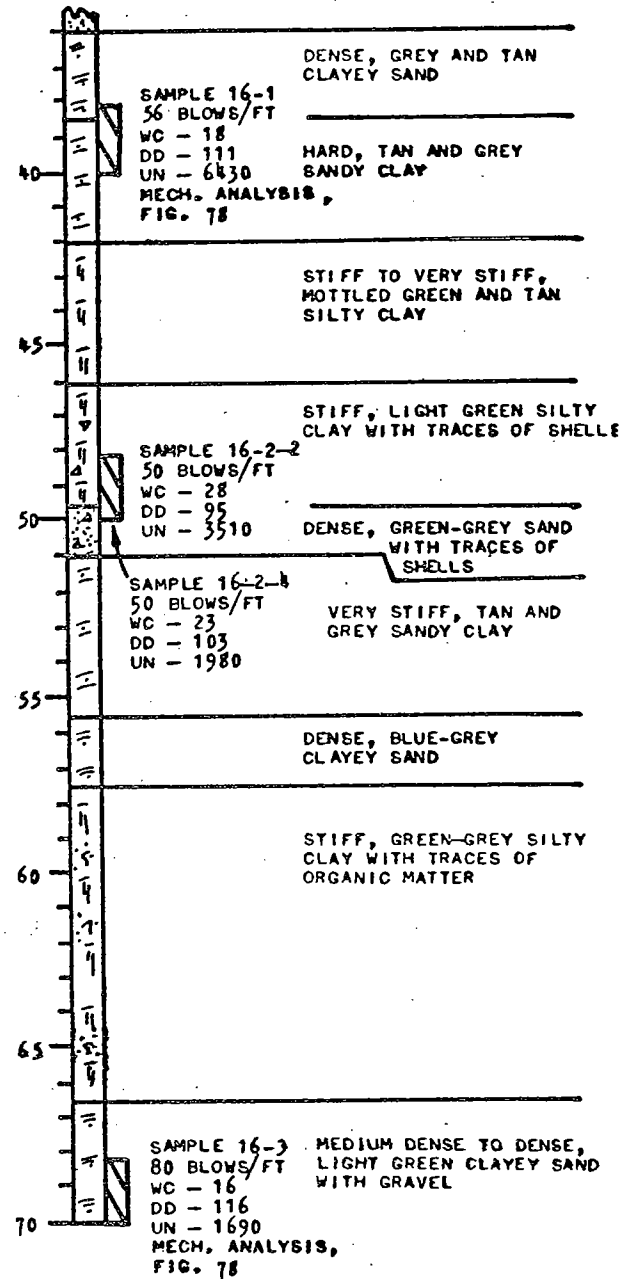 DENSE, GREY AND TAN
CLAYEY SAND
SAMPLE 16-1
56 BLOWS/FT
WC - 18
DD - 111
UN - 6430
MECH. ANALYSIS,
FIG. 78
HARD, TAN AND GREY
SANDY CLAY
40
STIFF TO VERY STIFF,
MOTTLED GREEN AND TAN
SILTY CLAY
45
STIFF, LIGHT GREEN SILTY
CLAY WITH TRACES OF SHELLS
SAMPLE 16-2-2
50 BLOWS/FT
WC - 28
DD - 95
UN - 3510
50
DENSE, GREEN-GREY SAND
WITH TRACES OF
SHELLS
SAMPLE 16-2-4
50 BLOWS/FT
WC - 23
DD - 103
UN - 1980
VERY STIFF, TAN AND
GREY SANDY CLAY
55
DENSE, BLUE-GREY
CLAYEY SAND
STIFF, GREEN-GREY SILTY
CLAY WITH TRACES OF
ORGANIC MATTER
60
65
SAMPLE 16-3
80 BLOWS/FT
WC - 16
DD - 116
UN - 1690
MECH. ANALYSIS,
FIG. 78
MEDIUM DENSE TO DENSE,
LIGHT GREEN CLAYEY SAND
WITH GRAVEL
70